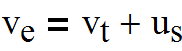 vₑ = vₜ + uₛ